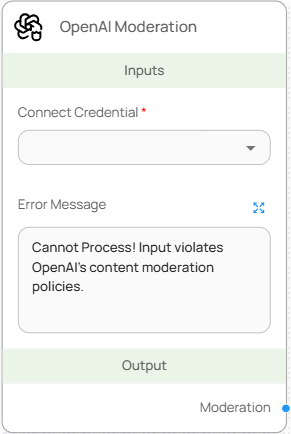 OpenAI Moderation
Inputs
Connect Credential *
Error Message
Cannot Process! Input violates
OpenAI's content moderation
policies.
Output
Moderation